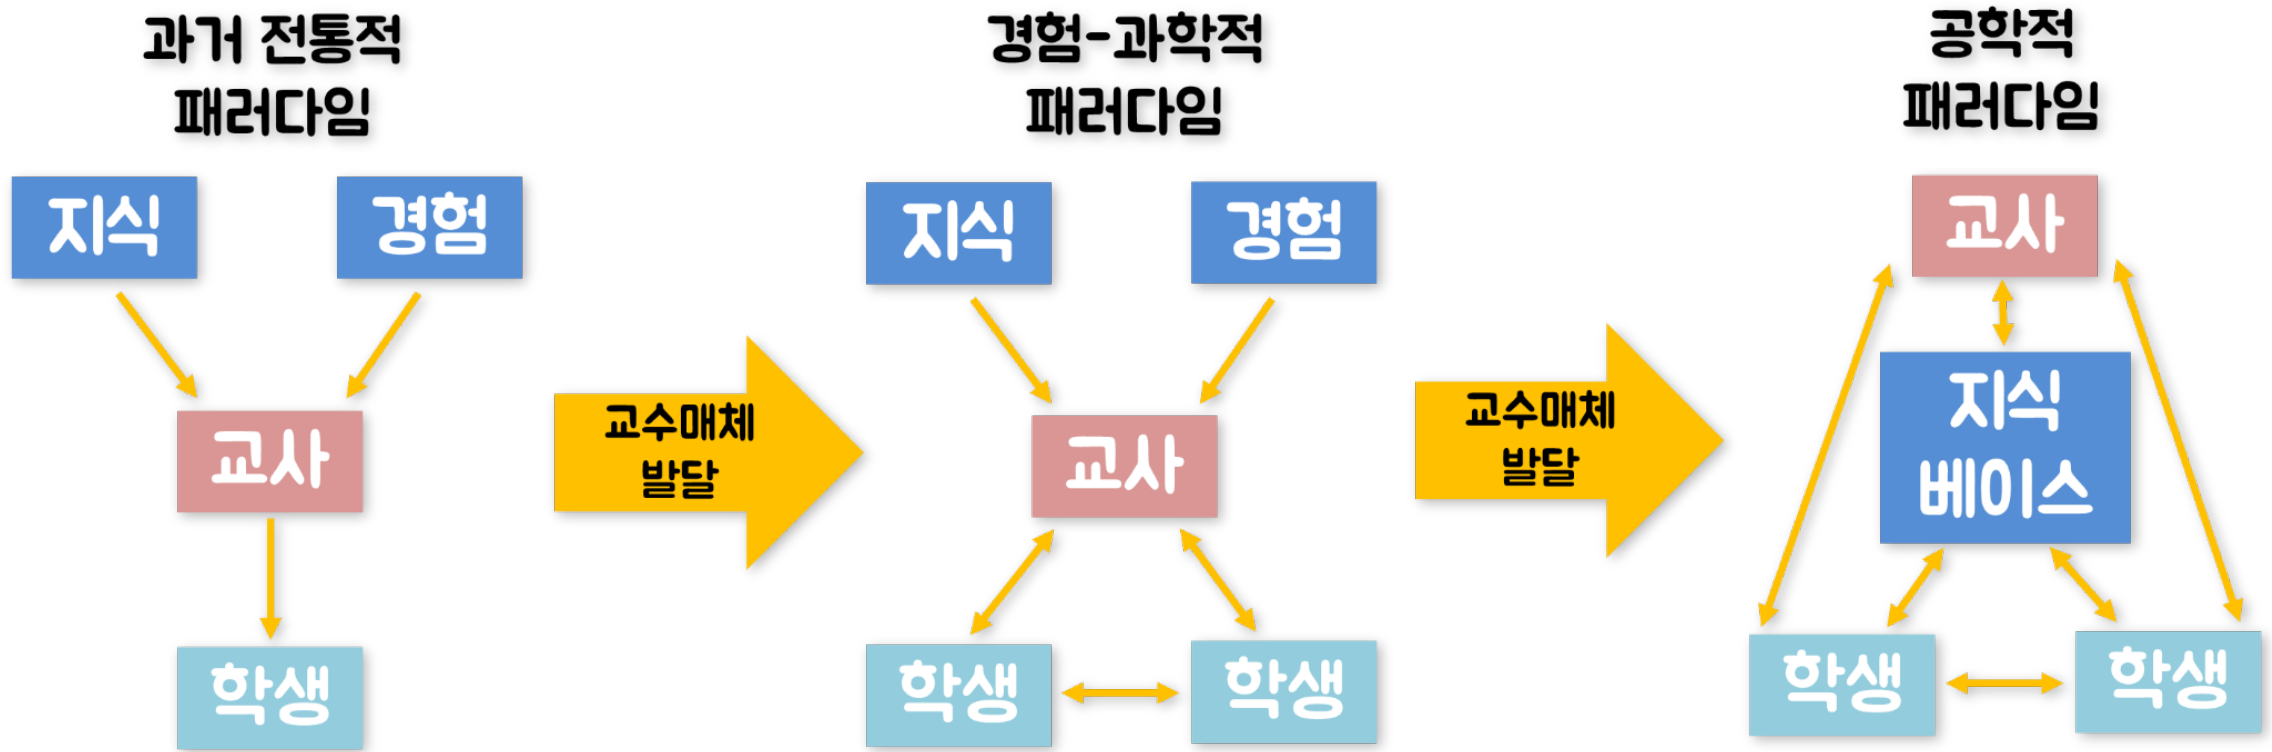 과거 전통적
패러다임
지식
경험
교사
학생
교수매체
발달
경험-과학적
패러다임
지식
경험
교사
학생
학생
교수매체
발달
공학적
패러다임
교사
지식
베이스
학생
학생